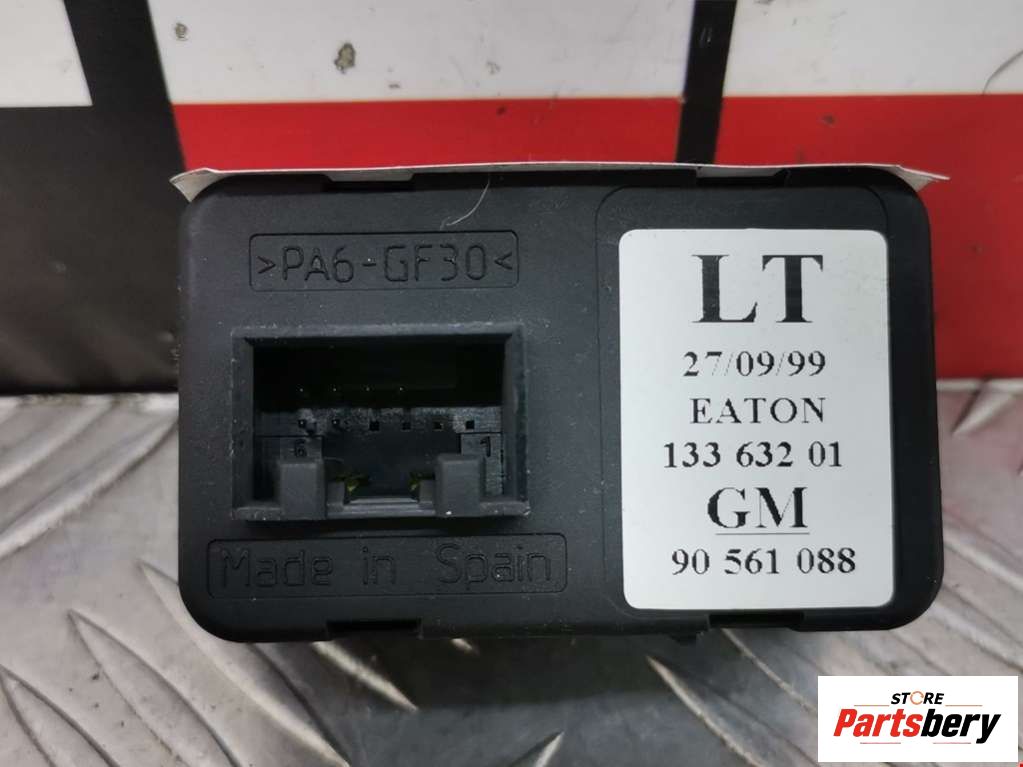 >PA6-GF30<
6
1
Made in Spain
LT
27/09/99
EATON
133 632 01
GM
90 561 088
STORE
Partsbery